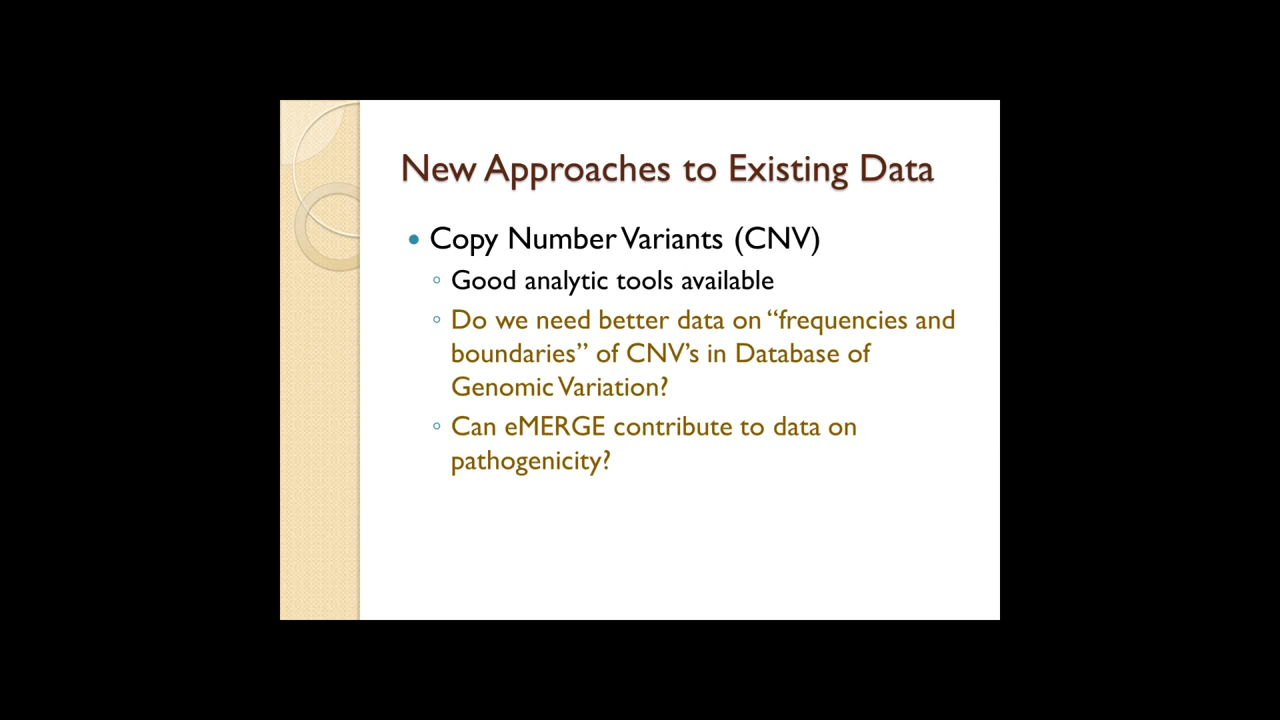 New Approaches to Existing Data
Copy Number Variants (CNV)
Good analytic tools available
Do we need better data on “frequencies and
boundaries” of CNV’s in Database of
Genomic Variation?
Can eMERGE contribute to data on
pathogenicity?